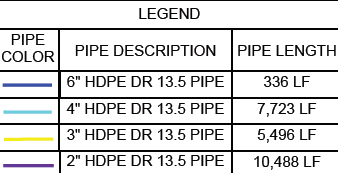 LEGEND
PIPE COLOR PIPE DESCRIPTION PIPE LENGTH
6" HDPE DR 13.5 PIPE 336 LF
4" HDPE DR 13.5 PIPE 7,723 LF
3" HDPE DR 13.5 PIPE 5,496 LF
2" HDPE DR 13.5 PIPE 10,488 LF